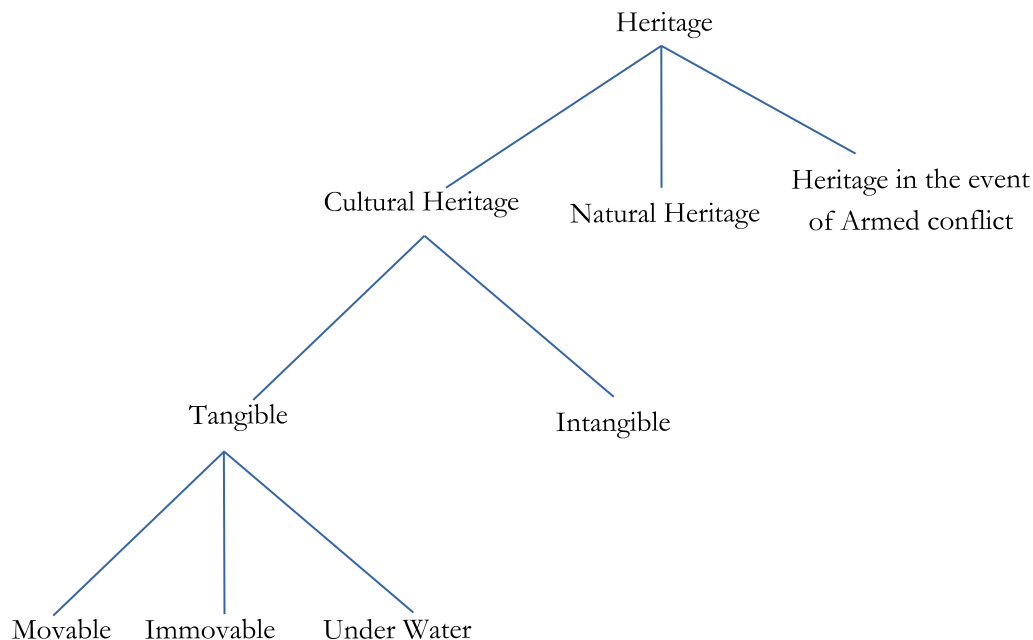 Heritage
Cultural Heritage
Natural Heritage
Heritage in the event
of Armed conflict
Tangible
Intangible
Movable
Immovable
Under Water